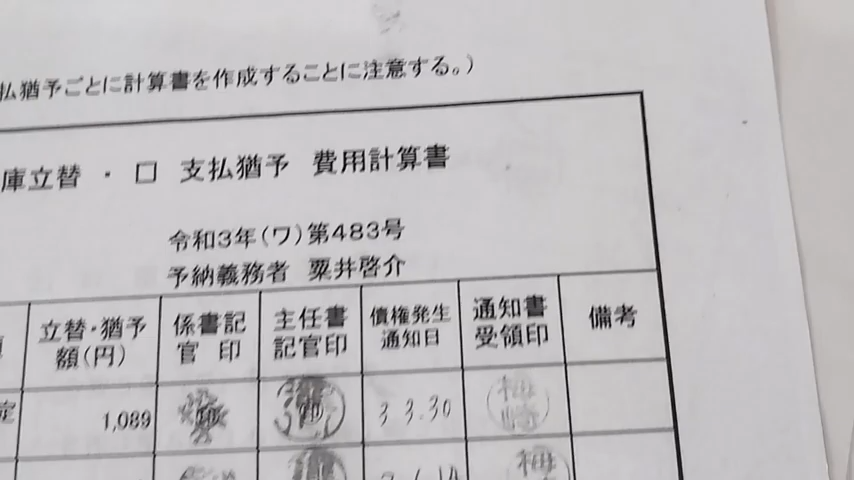 払猶予ごとに計算書を作成することに注意する。)
庫立替 ・ □ 支払猶予 費用計算書
令和3年(ワ)第483号
予納義務者 粟井啓介
立替・猶予額(円) 係書記官 印 主任書記官印 債権発生通知日 通知書受領印 備考
定 1,089 印 印 3 3.30